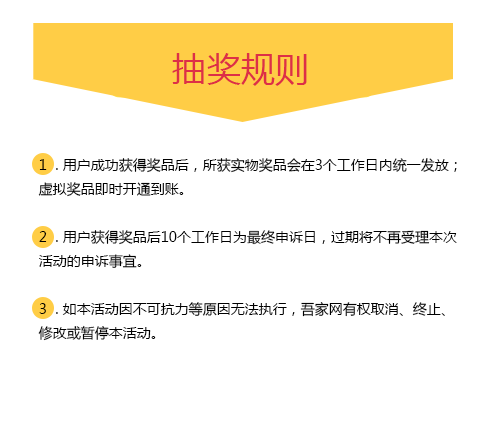 抽奖规则
1 . 用户成功获得奖品后，所获实物奖品会在3个工作日内统一发放；
虚拟奖品即时开通到账。
2 . 用户获得奖品后10个工作日为最终申诉日，过期将不再受理本次
活动的申诉事宜。
3 . 如本活动因不可抗力等原因无法执行，吾家网有权取消、终止、
修改或暂停本活动。